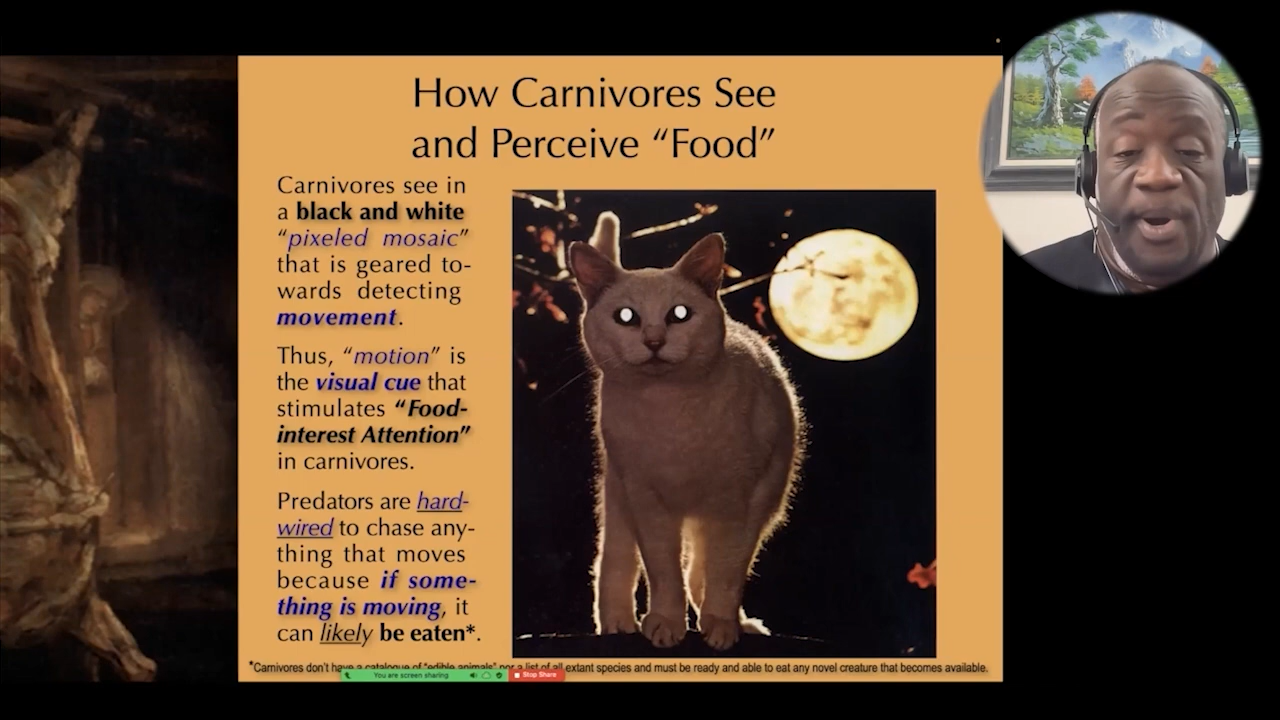 How Carnivores See
and Perceive “Food”
Carnivores see in
a black and white
“pixeled mosaic”
that is geared to-
wards detecting
movement.
Thus, “motion” is
the visual cue that
stimulates “Food-
interest Attention”
in carnivores.
Predators are hard-
wired to chase any-
thing that moves
because if some-
thing is moving, it
can likely be eaten*.
*Carnivores don’t have a catalogue of “edible animals” nor a list of all extant species and must be ready and able to eat any novel creature that becomes available.
You are screen sharing
Stop Share